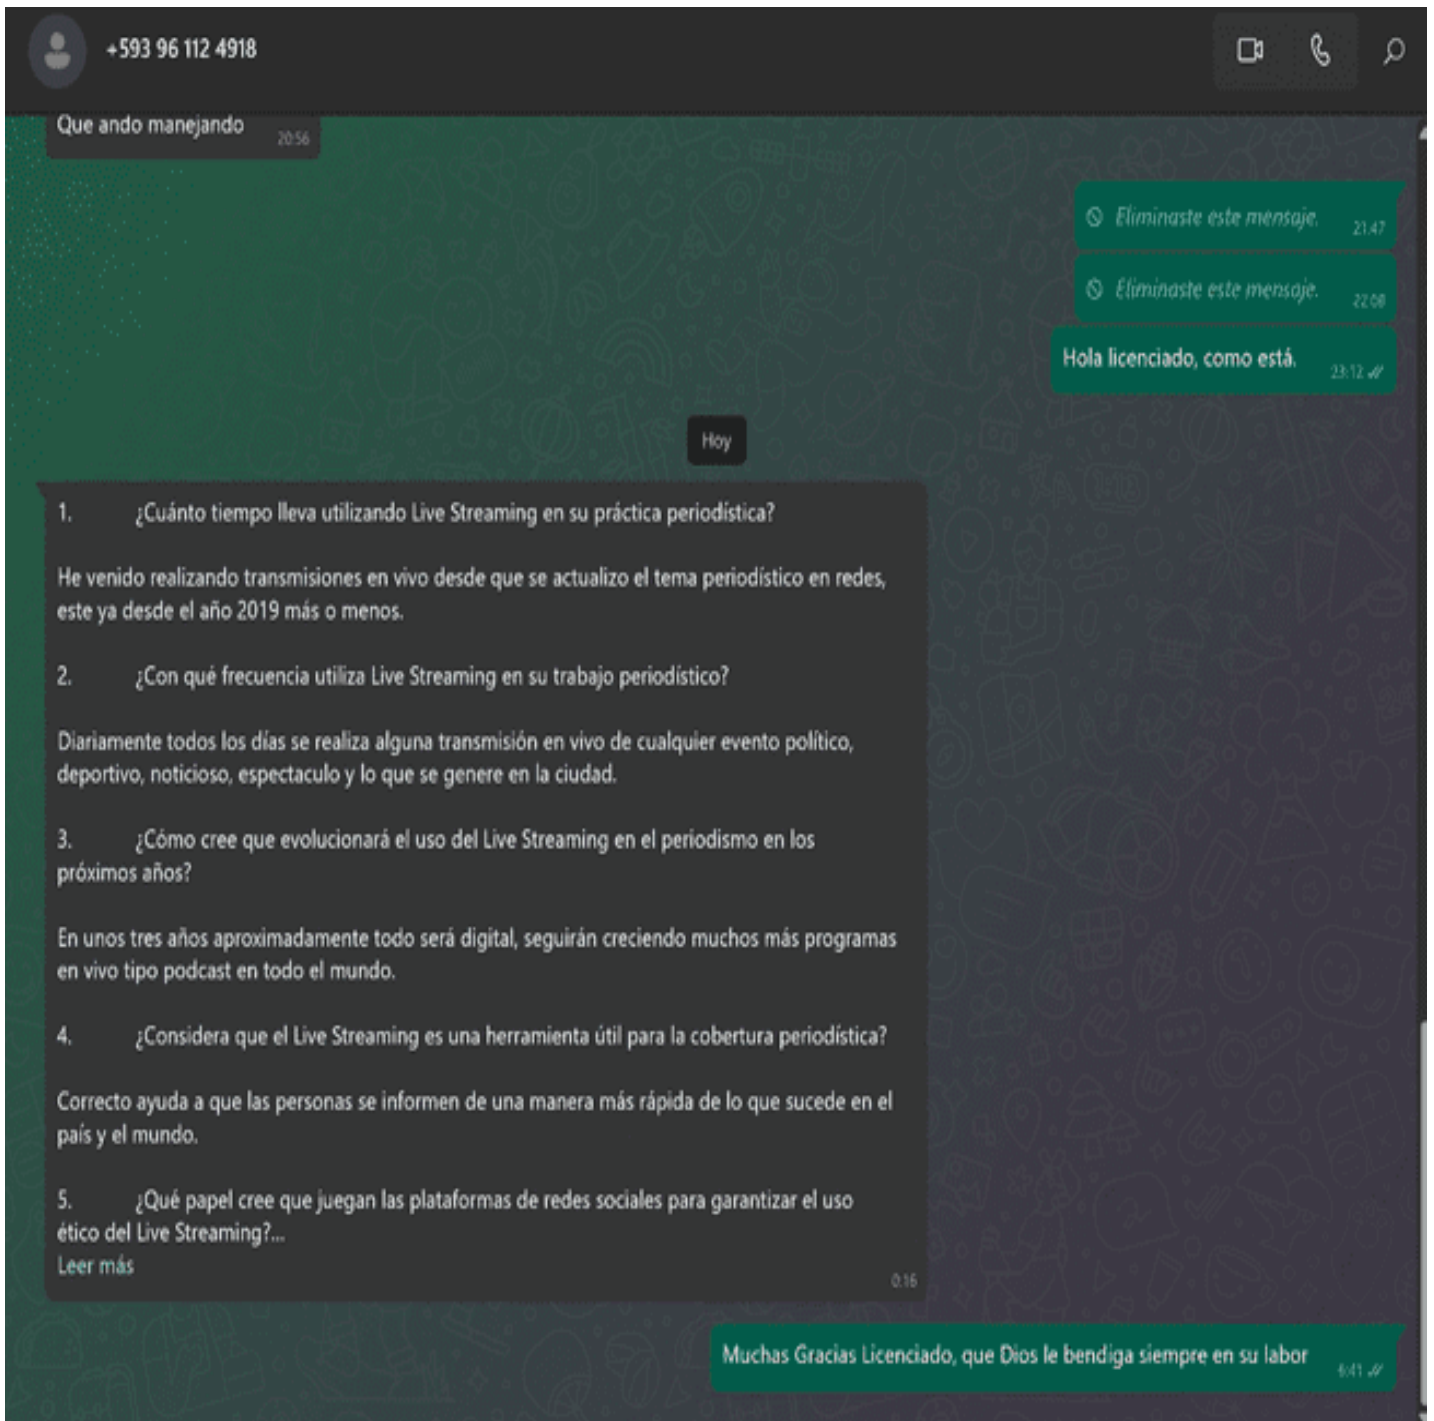 +593 96 112 4918
Que ando manejando
20:56
Eliminaste este mensaje.
21:47
Eliminaste este mensaje.
22:08
Hola licenciado, como está.
23:12
Hoy
1. ¿Cuánto tiempo lleva utilizando Live Streaming en su práctica periodística?
He venido realizando transmisiones en vivo desde que se actualizo el tema periodístico en redes,
este ya desde el año 2019 más o menos.
2. ¿Con qué frecuencia utiliza Live Streaming en su trabajo periodístico?
Diariamente todos los días se realiza alguna transmisión en vivo de cualquier evento político,
deportivo, noticioso, espectaculo y lo que se genere en la ciudad.
3. ¿Cómo cree que evolucionará el uso del Live Streaming en el periodismo en los
próximos años?
En unos tres años aproximadamente todo será digital, seguirán creciendo muchos más programas
en vivo tipo podcast en todo el mundo.
4. ¿Considera que el Live Streaming es una herramienta útil para la cobertura periodística?
Correcto ayuda a que las personas se informen de una manera más rápida de lo que sucede en el
país y el mundo.
5. ¿Qué papel cree que juegan las plataformas de redes sociales para garantizar el uso
ético del Live Streaming?...
Leer más
0:16
Muchas Gracias Licenciado, que Dios le bendiga siempre en su labor
6:41